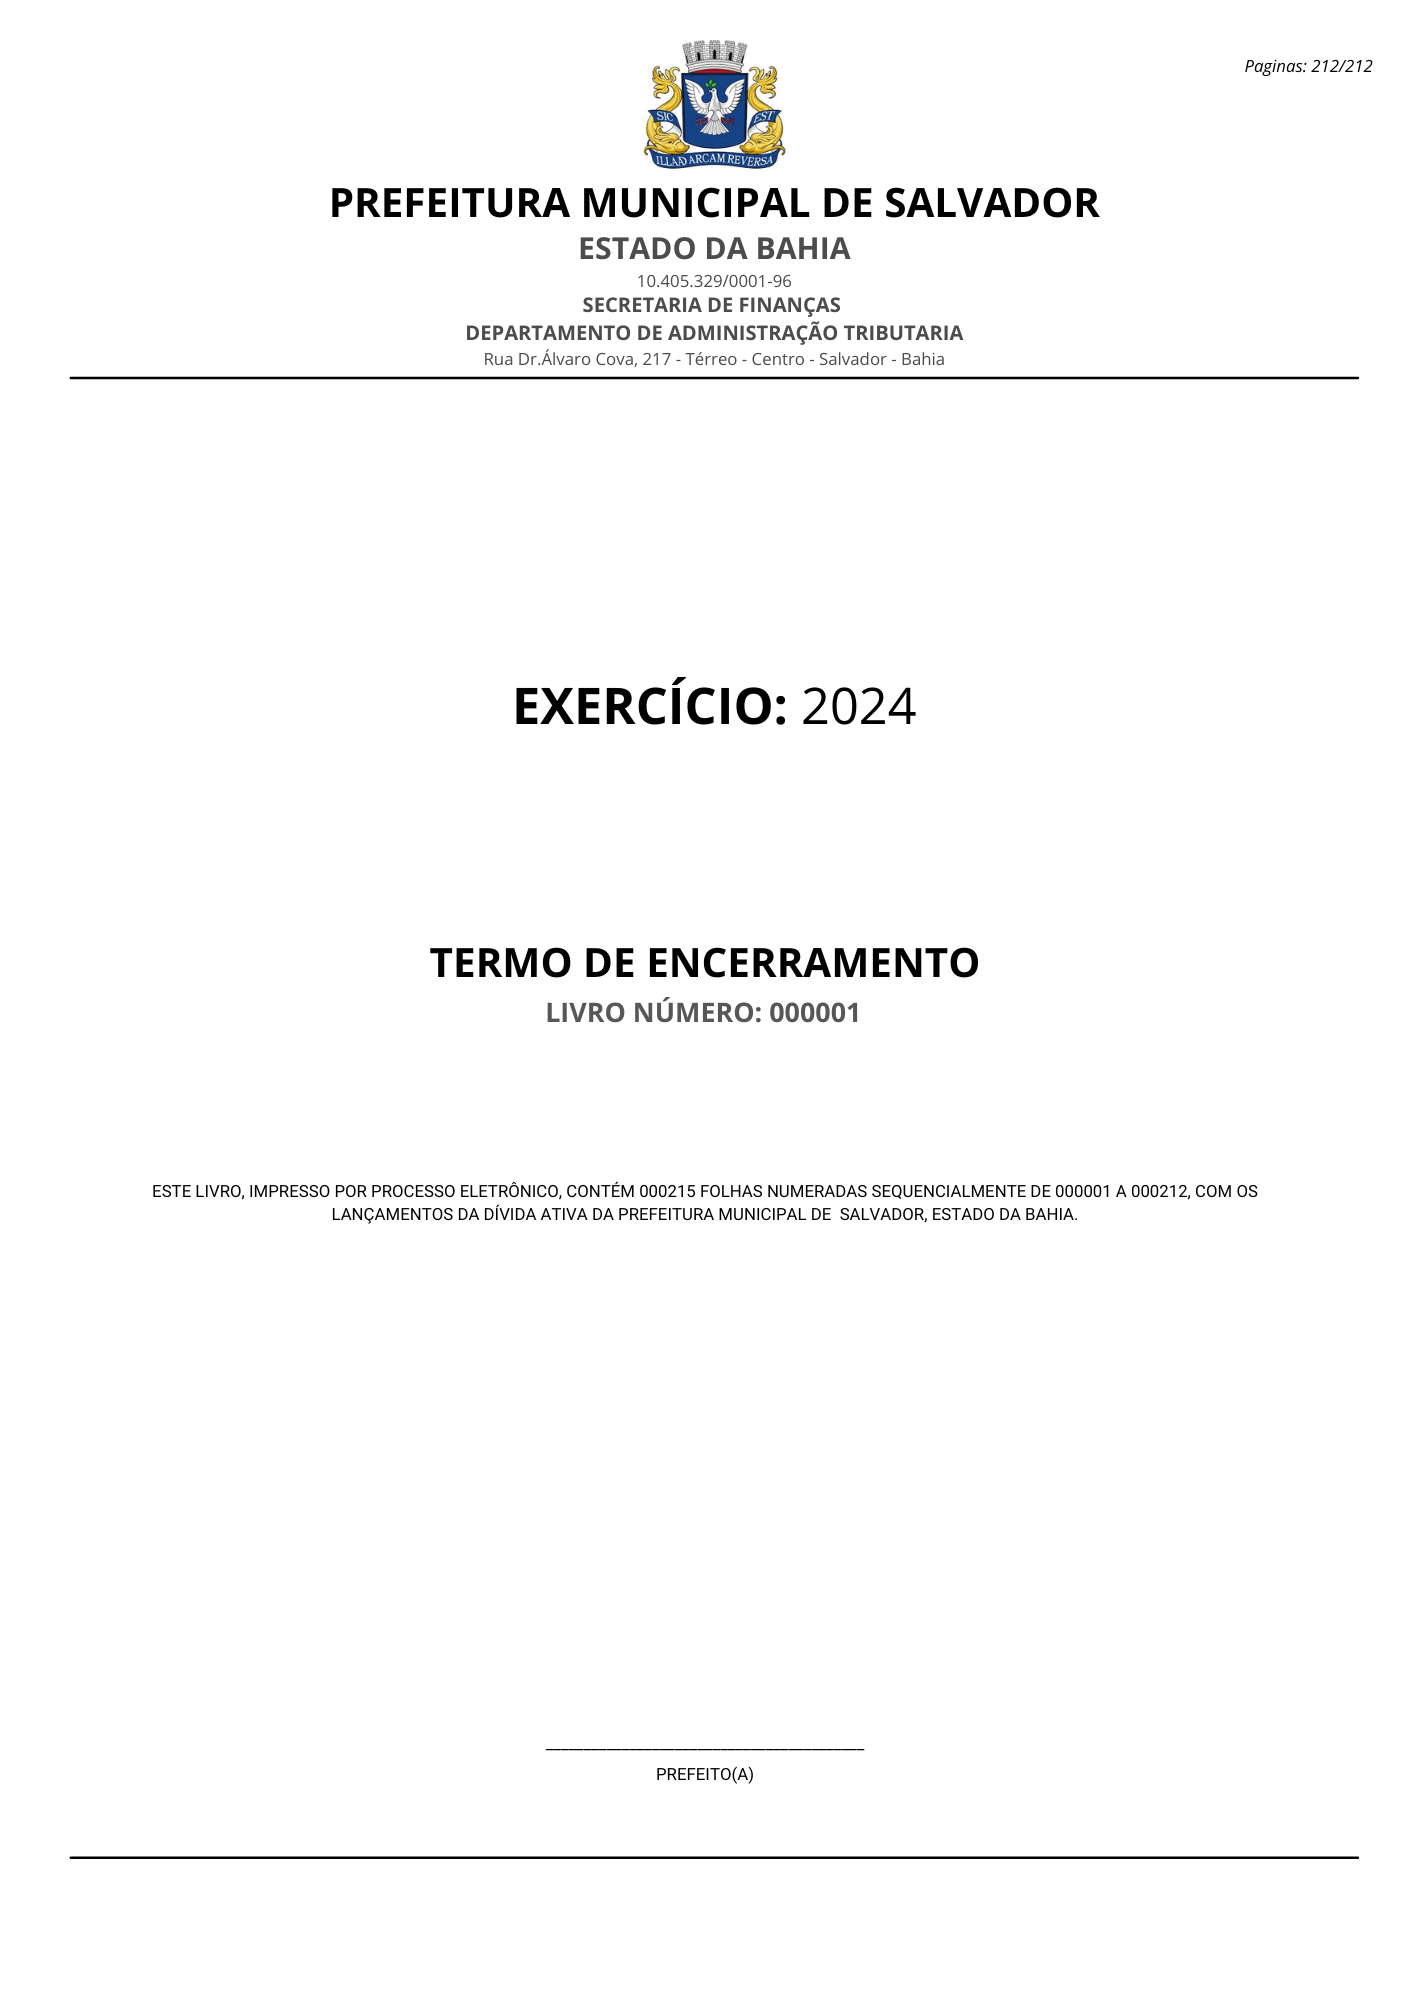 Paginas: 212/212
SIC
EST
ILLA AD ARCAM REVERSA
PREFEITURA MUNICIPAL DE SALVADOR
ESTADO DA BAHIA
10.405.329/0001-96
SECRETARIA DE FINANÇAS
DEPARTAMENTO DE ADMINISTRAÇÃO TRIBUTARIA
Rua Dr.Álvaro Cova, 217 - Térreo - Centro - Salvador - Bahia
EXERCÍCIO: 2024
TERMO DE ENCERRAMENTO
LIVRO NÚMERO: 000001
ESTE LIVRO, IMPRESSO POR PROCESSO ELETRÔNICO, CONTÉM 000215 FOLHAS NUMERADAS SEQUENCIALMENTE DE 000001 A 000212, COM OS
LANÇAMENTOS DA DÍVIDA ATIVA DA PREFEITURA MUNICIPAL DE  SALVADOR, ESTADO DA BAHIA.
PREFEITO(A)